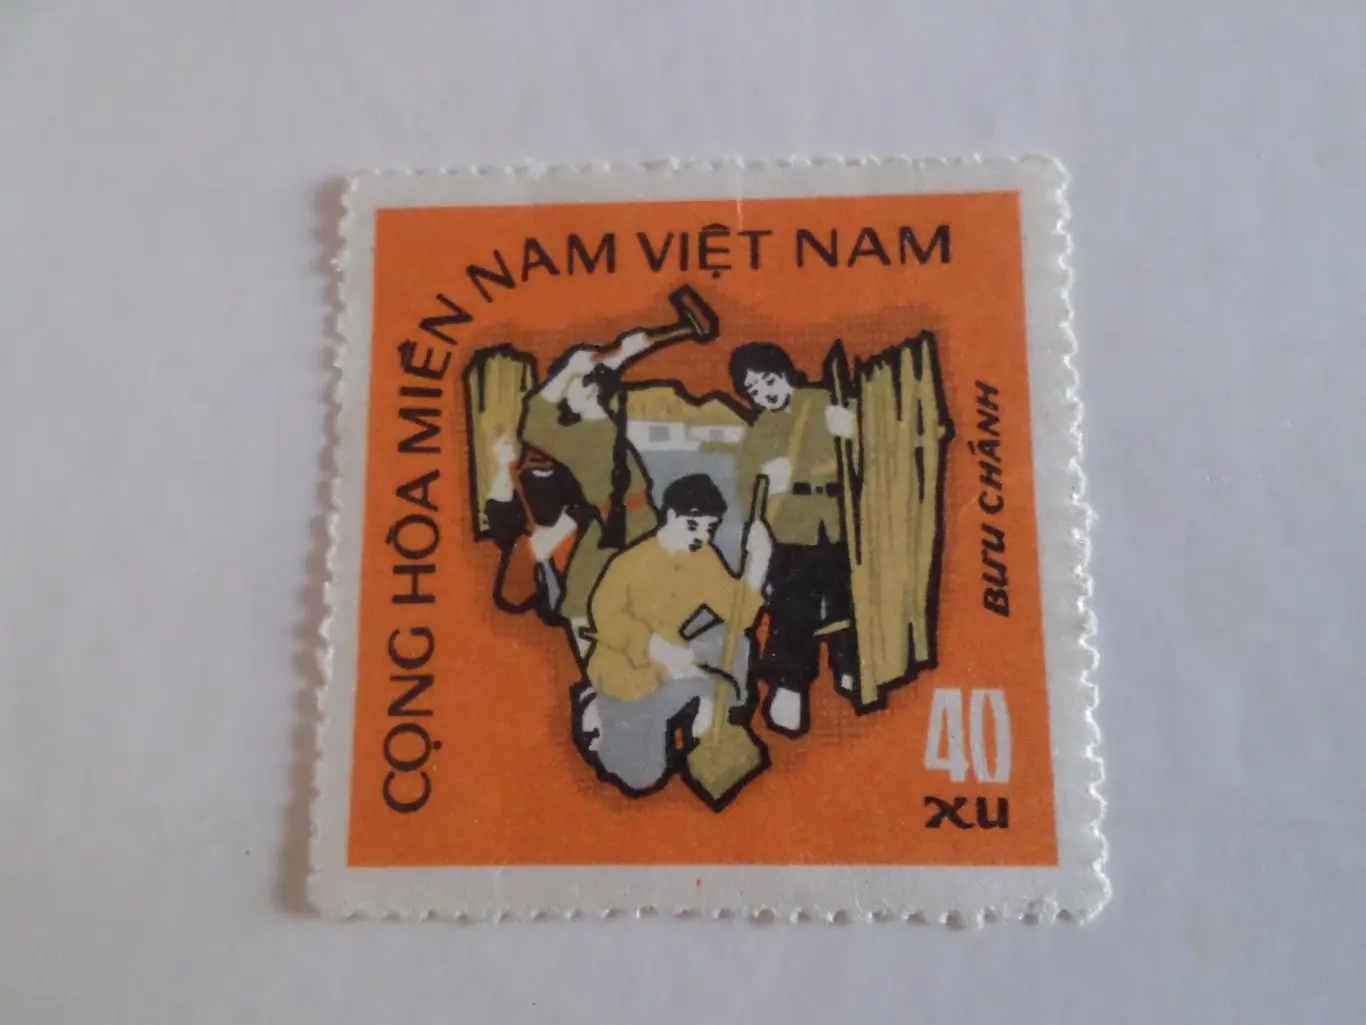 CỘNG HÒA MIỀN NAM VIỆT NAM
BƯU CHÁNH
40
xu